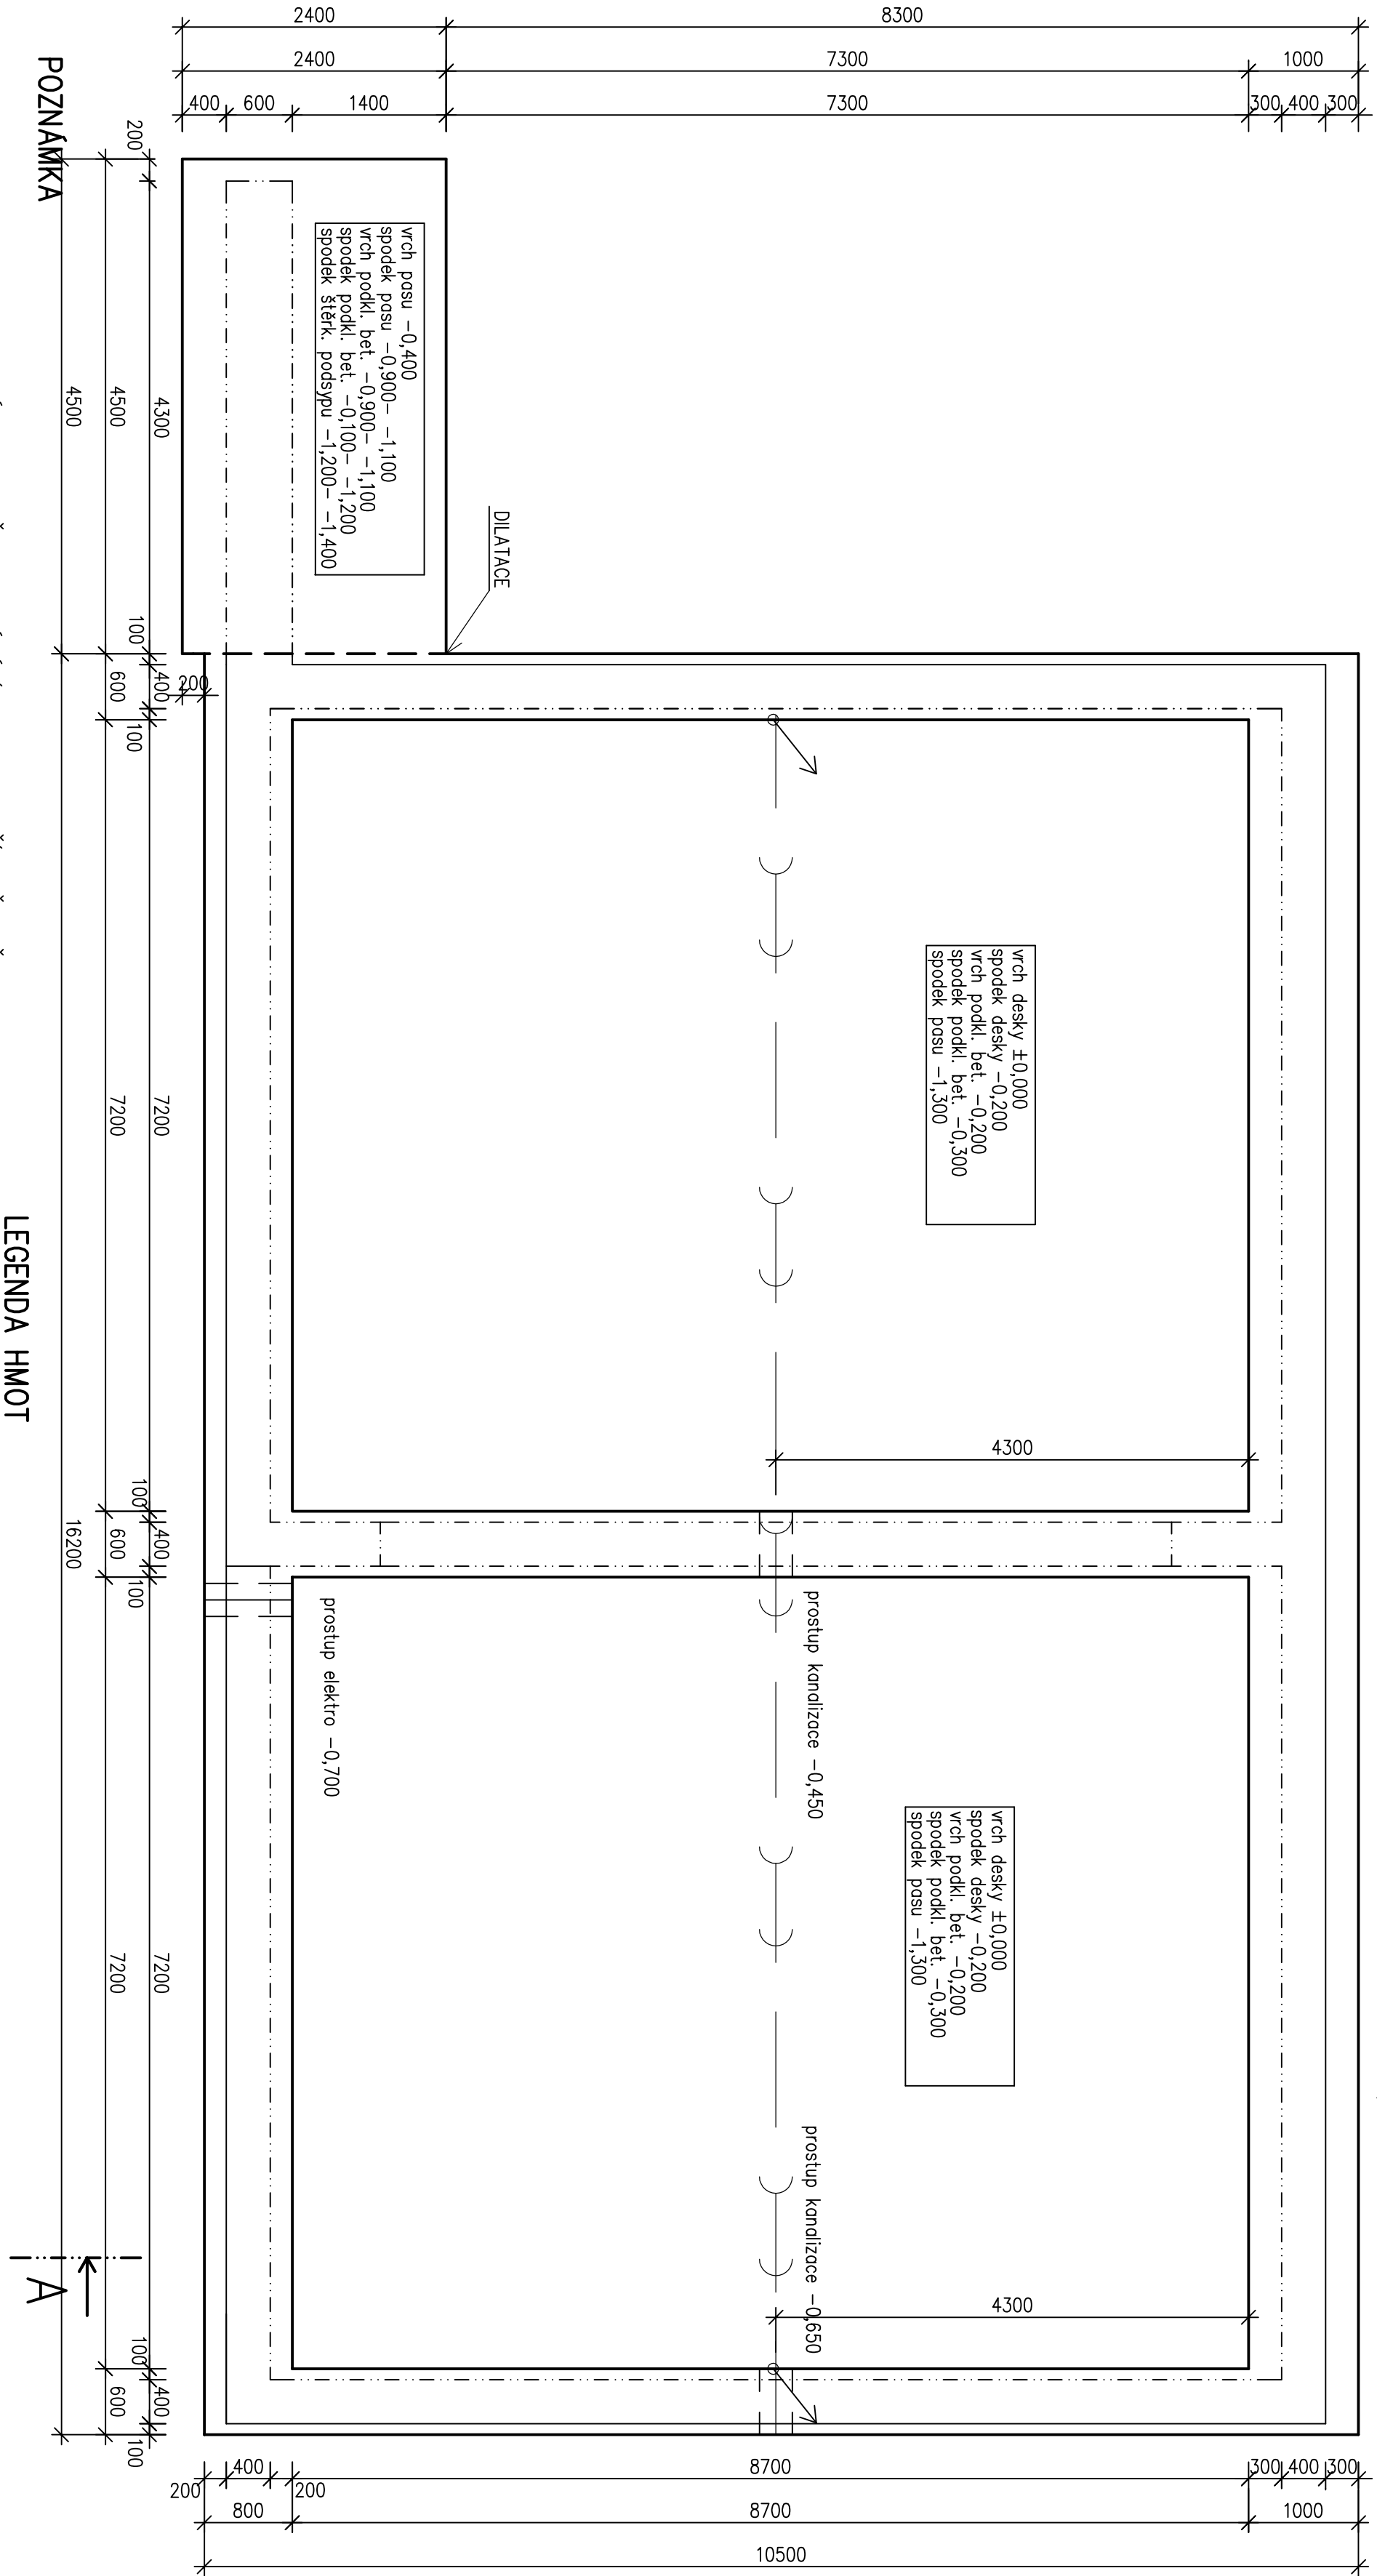 2400
8300
2400
7300
1000
400
600
1400
7300
300
400
300
POZNÁMKA
200
4300
100
400
100
7200
100
400
100
7200
100
400
100
4500
600
7200
600
7200
600
4500
16200
200
vrch pasu -0,400
spodek pasu -0,900- -1,100
vrch podkl. bet. -0,900- -1,100
spodek podkl. bet. -0,100- -1,200
spodek štěrk. podsypu -1,200- -1,400
DILATACE
vrch desky ±0,000
spodek desky -0,200
vrch podkl. bet. -0,200
spodek podkl. bet. -0,300
spodek pasu -1,300
4300
prostup kanalizace -0,450
prostup elektro -0,700
vrch desky ±0,000
spodek desky -0,200
vrch podkl. bet. -0,200
spodek podkl. bet. -0,300
spodek pasu -1,300
prostup kanalizace -0,650
4300
LEGENDA HMOT
A
200
400
200
8700
300
400
300
800
8700
1000
10500